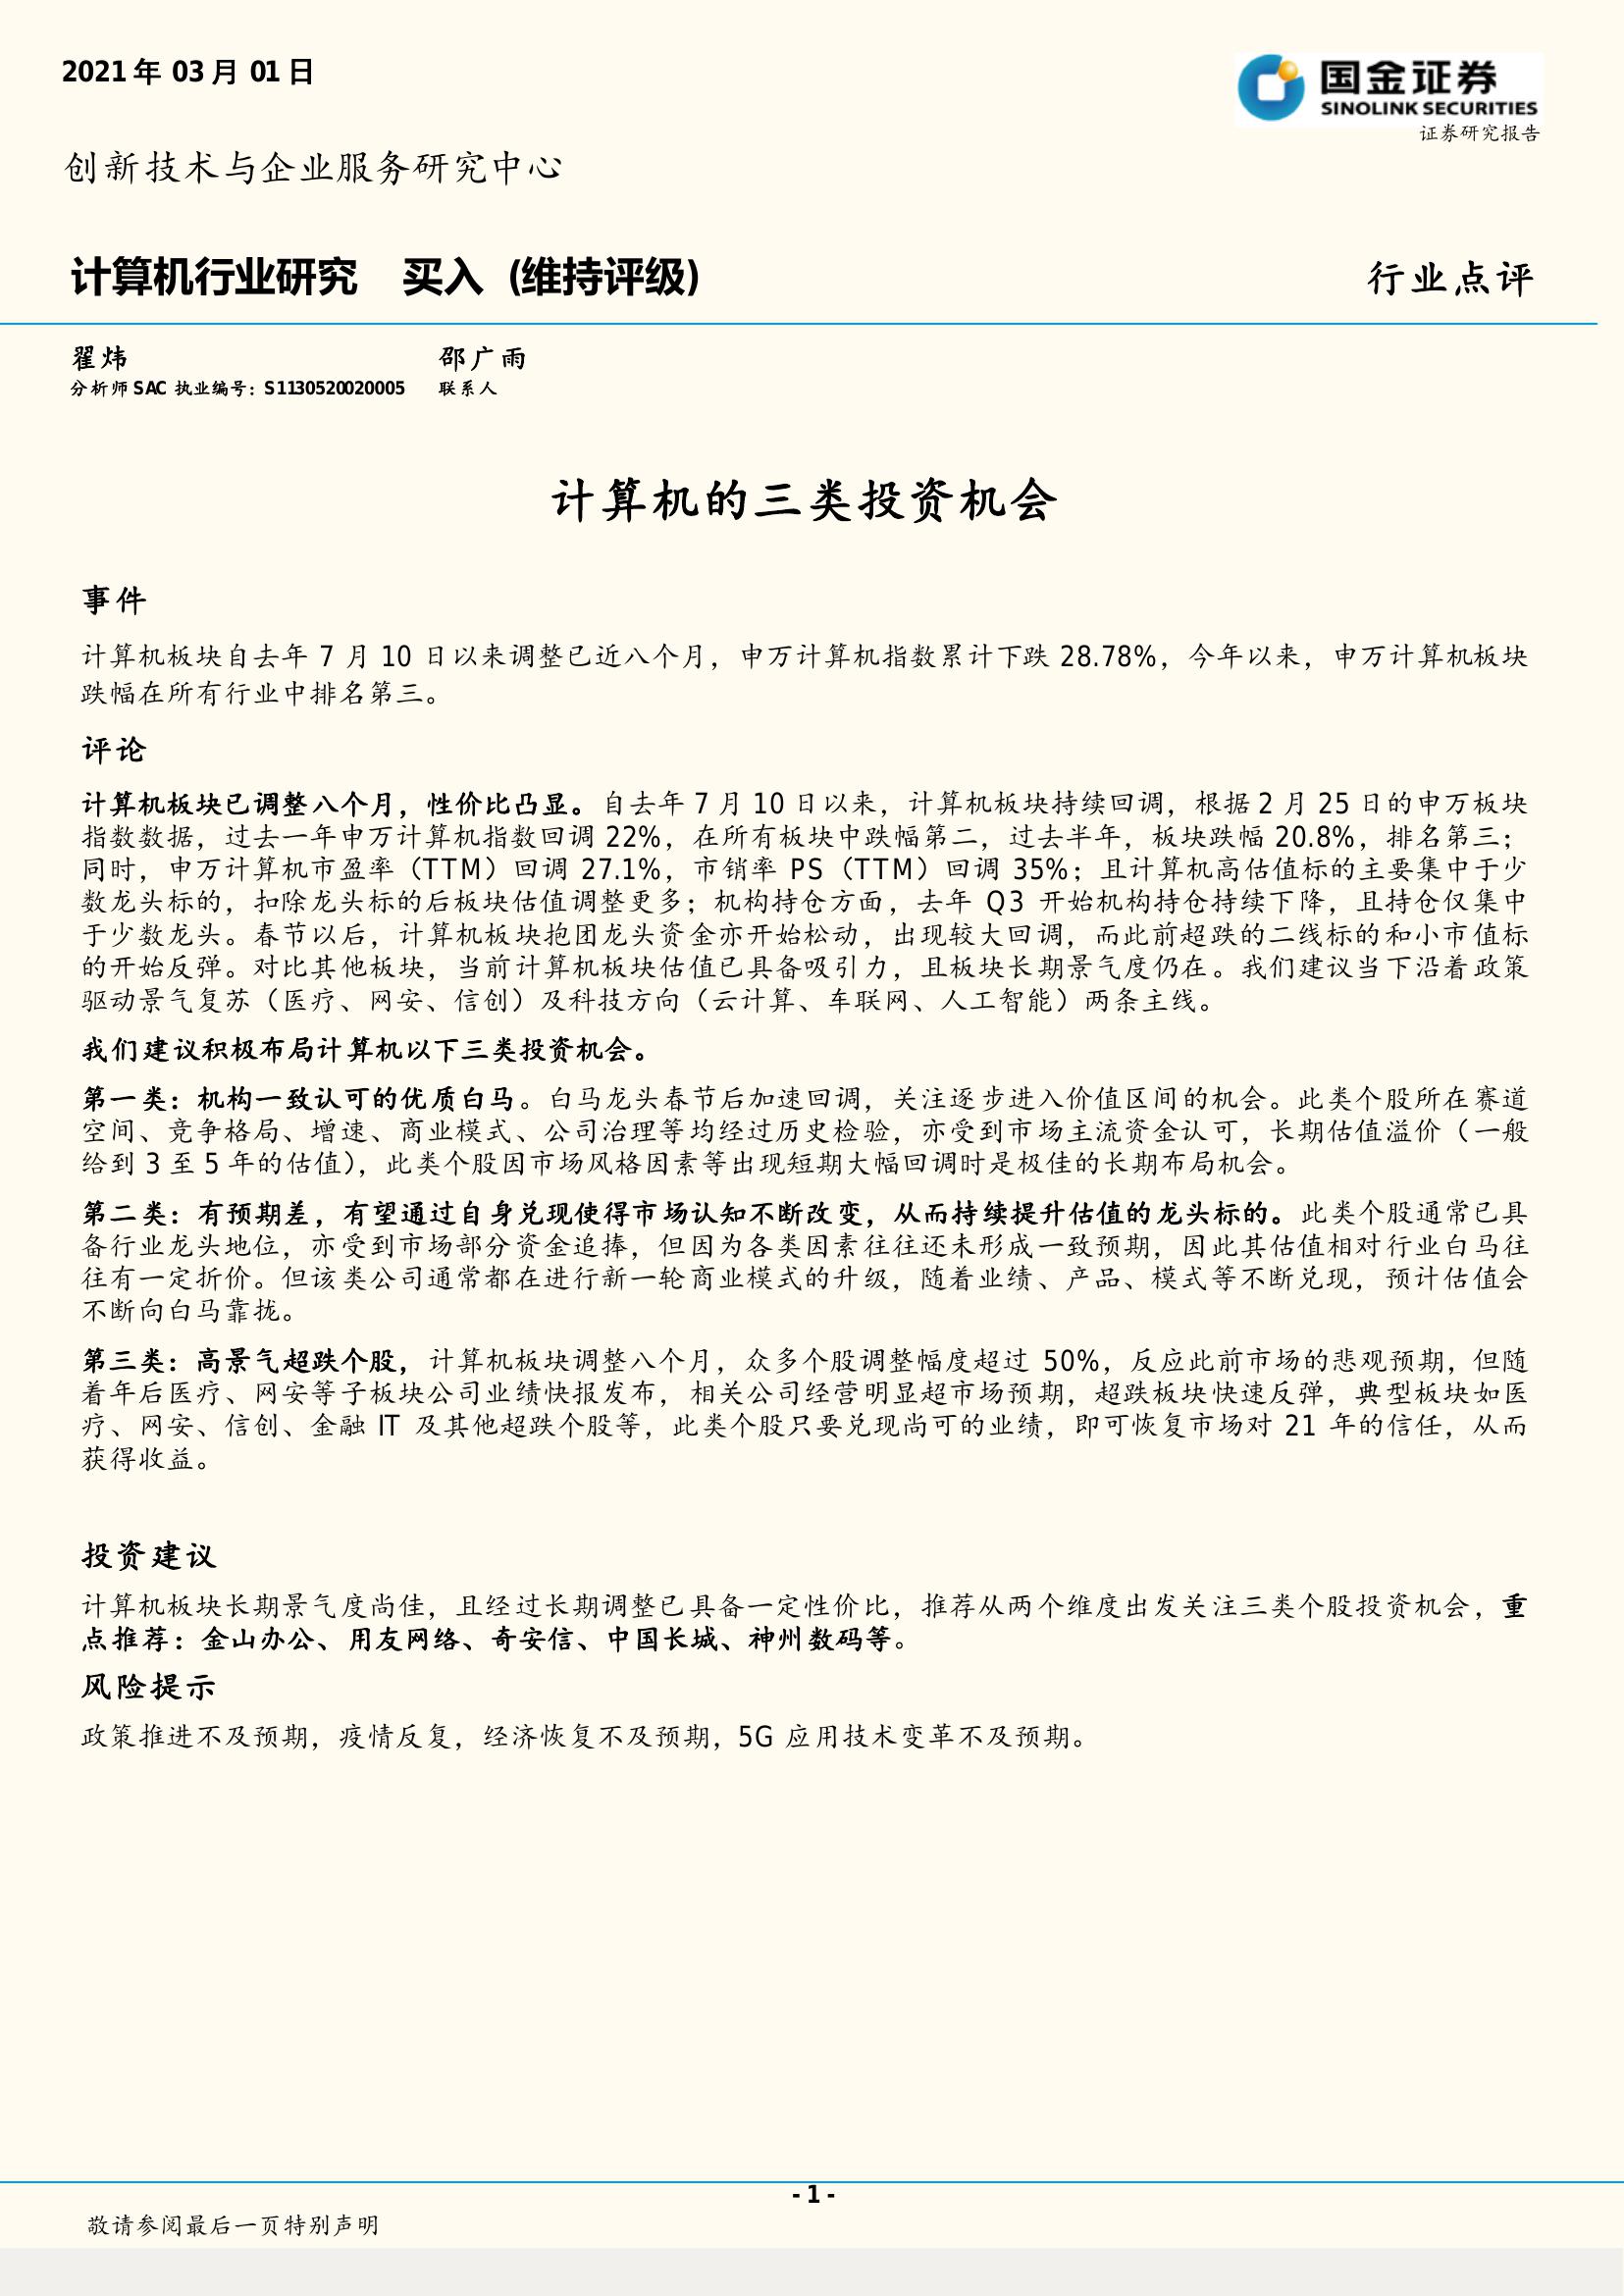 2021 年 03 月 01 日
国金证券
SINOLINK SECURITIES
证券研究报告
创新技术与企业服务研究中心
计算机行业研究 买入 (维持评级)
行业点评
翟炜
邵广雨
分析师 SAC 执业编号：S1130520020005
联系人
计算机的三类投资机会
事件
计算机板块自去年 7 月 10 日以来调整已近八个月，申万计算机指数累计下跌 28.78%，今年以来，申万计算机板块
跌幅在所有行业中排名第三。
评论
计算机板块已调整八个月，性价比凸显。自去年 7 月 10 日以来，计算机板块持续回调，根据 2 月 25 日的申万板块
指数数据，过去一年申万计算机指数回调 22%，在所有板块中跌幅第二，过去半年，板块跌幅 20.8%，排名第三；
同时，申万计算机市盈率（TTM）回调 27.1%，市销率 PS（TTM）回调 35%；且计算机高估值标的主要集中于少
数龙头标的，扣除龙头标的后板块估值调整更多；机构持仓方面，去年 Q3 开始机构持仓持续下降，且持仓仅集中
于少数龙头。春节以后，计算机板块抱团龙头资金亦开始松动，出现较大回调，而此前超跌的二线标的和小市值标
的开始反弹。对比其他板块，当前计算机板块估值已具备吸引力，且板块长期景气度仍在。我们建议当下沿着政策
驱动景气复苏（医疗、网安、信创）及科技方向（云计算、车联网、人工智能）两条主线。
我们建议积极布局计算机以下三类投资机会。
第一类：机构一致认可的优质白马。白马龙头春节后加速回调，关注逐步进入价值区间的机会。此类个股所在赛道
空间、竞争格局、增速、商业模式、公司治理等均经过历史检验，亦受到市场主流资金认可，长期估值溢价（一般
给到 3 至 5 年的估值），此类个股因市场风格因素等出现短期大幅回调时是极佳的长期布局机会。
第二类：有预期差，有望通过自身兑现使得市场认知不断改变，从而持续提升估值的龙头标的。此类个股通常已具
备行业龙头地位，亦受到市场部分资金追捧，但因为各类因素往往还未形成一致预期，因此其估值相对行业白马往
往有一定折价。但该类公司通常都在进行新一轮商业模式的升级，随着业绩、产品、模式等不断兑现，预计估值会
不断向白马靠拢。
第三类：高景气超跌个股，计算机板块调整八个月，众多个股调整幅度超过 50%，反应此前市场的悲观预期，但随
着年后医疗、网安等子板块公司业绩快报发布，相关公司经营明显超市场预期，超跌板块快速反弹，典型板块如医
疗、网安、信创、金融 IT 及其他超跌个股等，此类个股只要兑现尚可的业绩，即可恢复市场对 21 年的信任，从而
获得收益。
投资建议
计算机板块长期景气度尚佳，且经过长期调整已具备一定性价比，推荐从两个维度出发关注三类个股投资机会，重
点推荐：金山办公、用友网络、奇安信、中国长城、神州数码等。
风险提示
政策推进不及预期，疫情反复，经济恢复不及预期，5G 应用技术变革不及预期。
- 1 -
敬请参阅最后一页特别声明